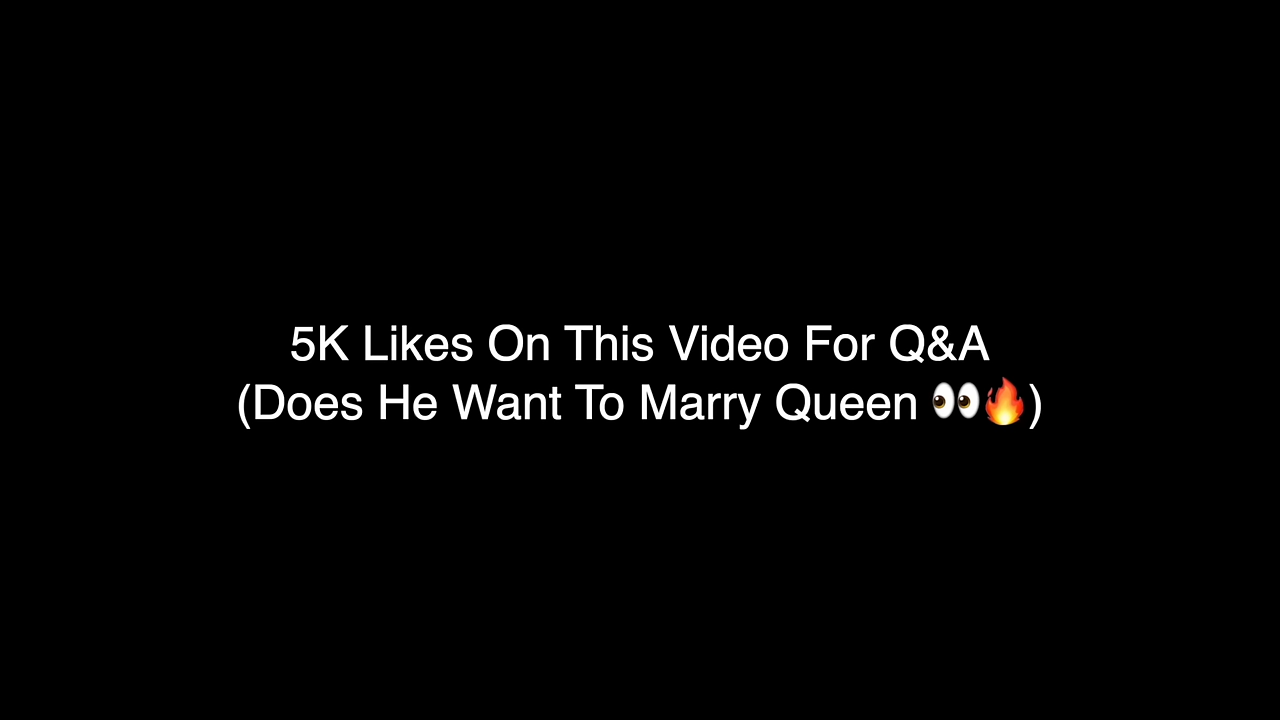 5K Likes On This Video For Q&A
(Does He Want To Marry Queen 👀🔥)